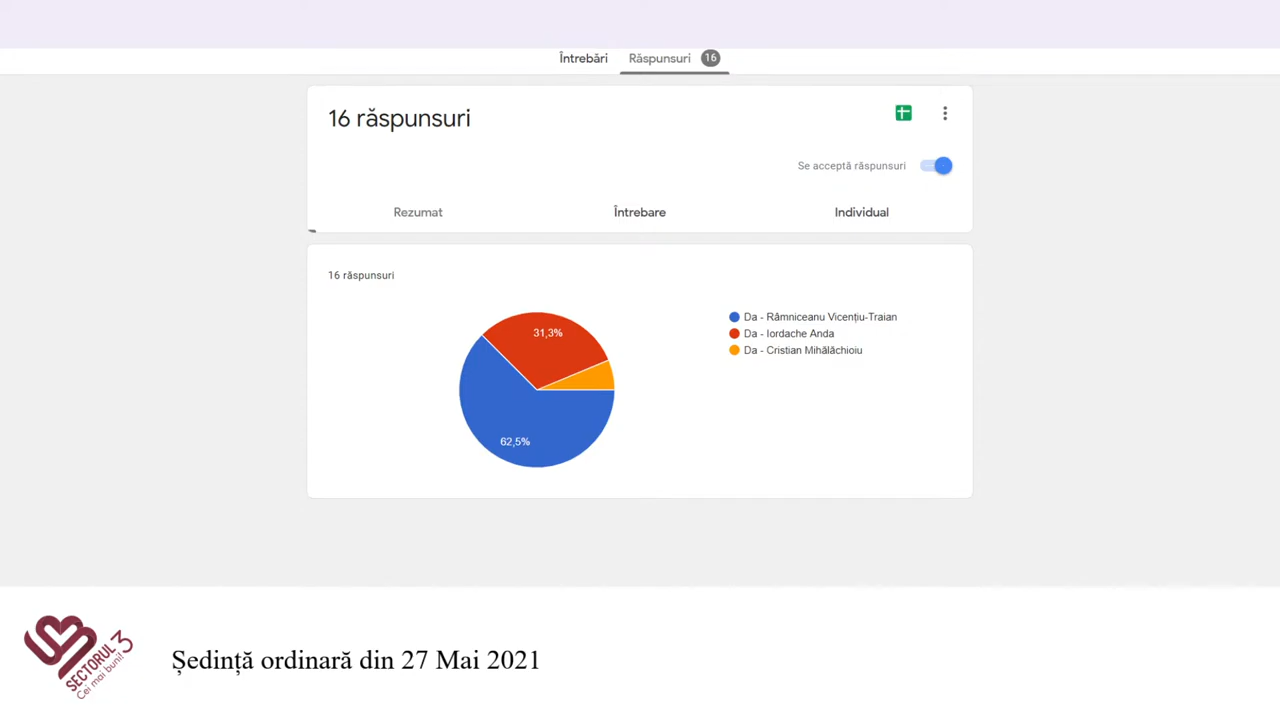 Întrebări Răspunsuri 16
16 răspunsuri
Se acceptă răspunsuri
Rezumat Întrebare Individual
16 răspunsuri
31,3%
62,5%
Da - Râmniceanu Vicențiu-Traian
Da - Iordache Anda
Da - Cristian Mihălăchioiu
SECTORUL 3
Cei mai buni!
Ședință ordinară din 27 Mai 2021